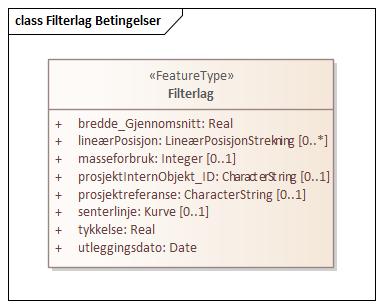 class Filterlag Betingelser
«FeatureType»
Filterlag
+ bredde_Gjennomsnitt: Real
+ lineærPosisjon: LineærPosisjonStrekning [0..*]
+ masseforbruk: Integer [0..1]
+ prosjektInternObjekt_ID: CharacterString [0..1]
+ prosjektreferanse: CharacterString [0..1]
+ senterlinje: Kurve [0..1]
+ tykkelse: Real
+ utleggingsdato: Date